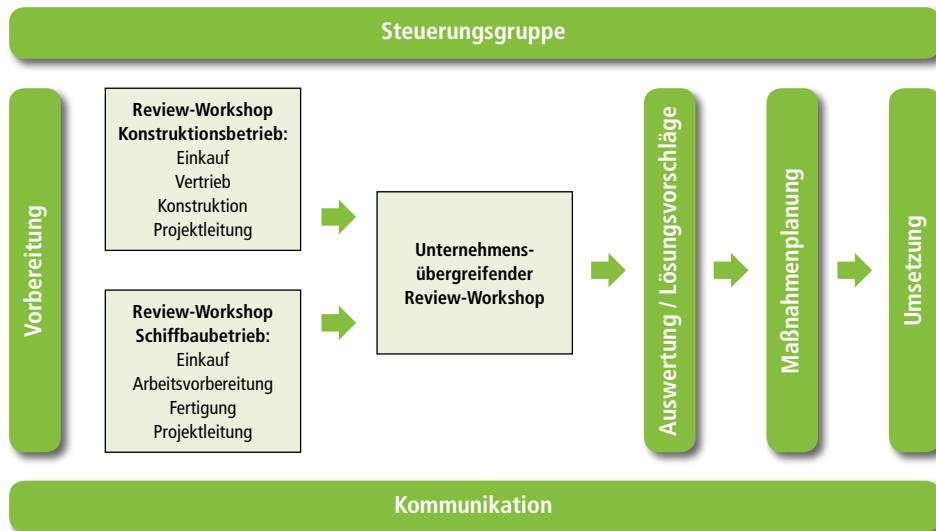 Steuerungsgruppe
Vorbereitung
Review-Workshop
Konstruktionsbetrieb:
Einkauf
Vertrieb
Konstruktion
Projektleitung
Review-Workshop
Schiffbaubetrieb:
Einkauf
Arbeitsvorbereitung
Fertigung
Projektleitung
Unternehmens-
übergreifender
Review-Workshop
Auswertung / Lösungsvorschläge
Maßnahmenplanung
Umsetzung
Kommunikation